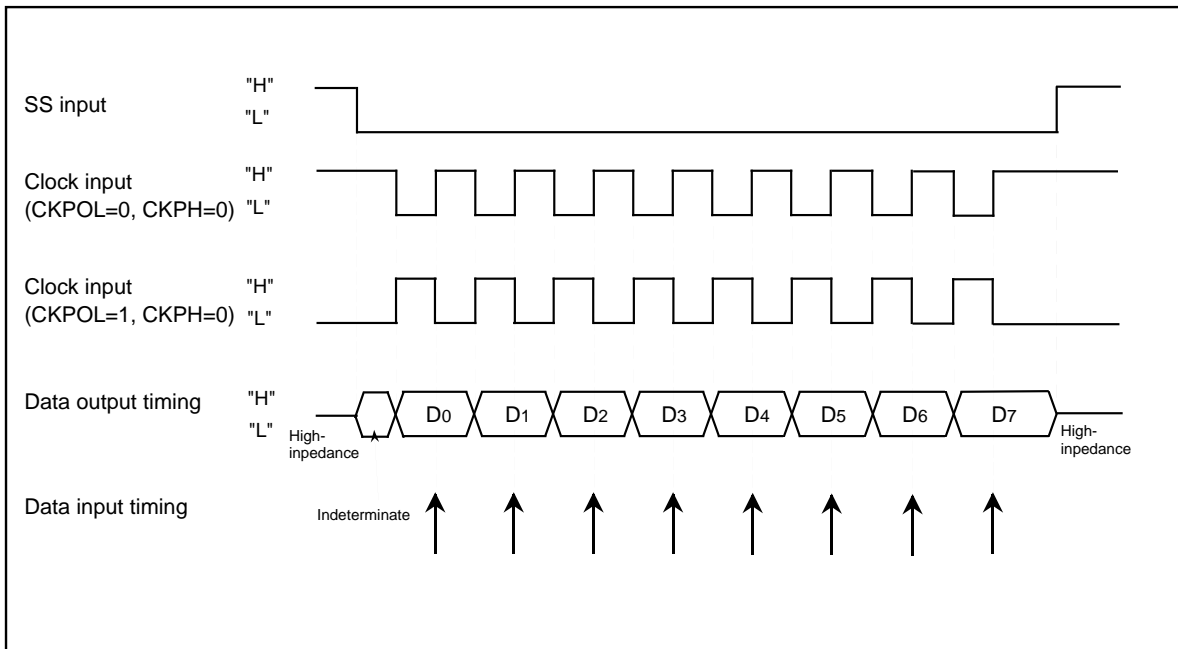 SS input
"H"
"L"
Clock input
(CKPOL=0, CKPH=0)
"H"
"L"
Clock input
(CKPOL=1, CKPH=0)
"H"
"L"
Data output timing
"H"
"L"
High-
inpedance
D0
D1
D2
D3
D4
D5
D6
D7
High-
inpedance
Data input timing
Indeterminate